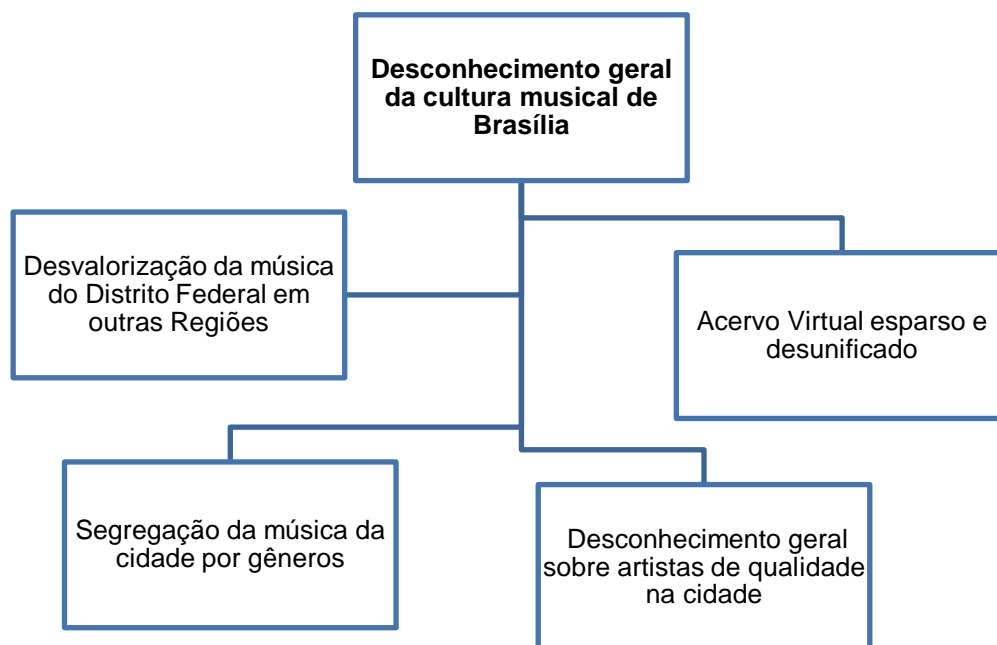 Desconhecimento geral
da cultura musical de
Brasília
Desvalorização da música
do Distrito Federal em
outras Regiões
Acervo Virtual esparso e
desunificado
Segregação da música da
cidade por gêneros
Desconhecimento geral
sobre artistas de qualidade
na cidade